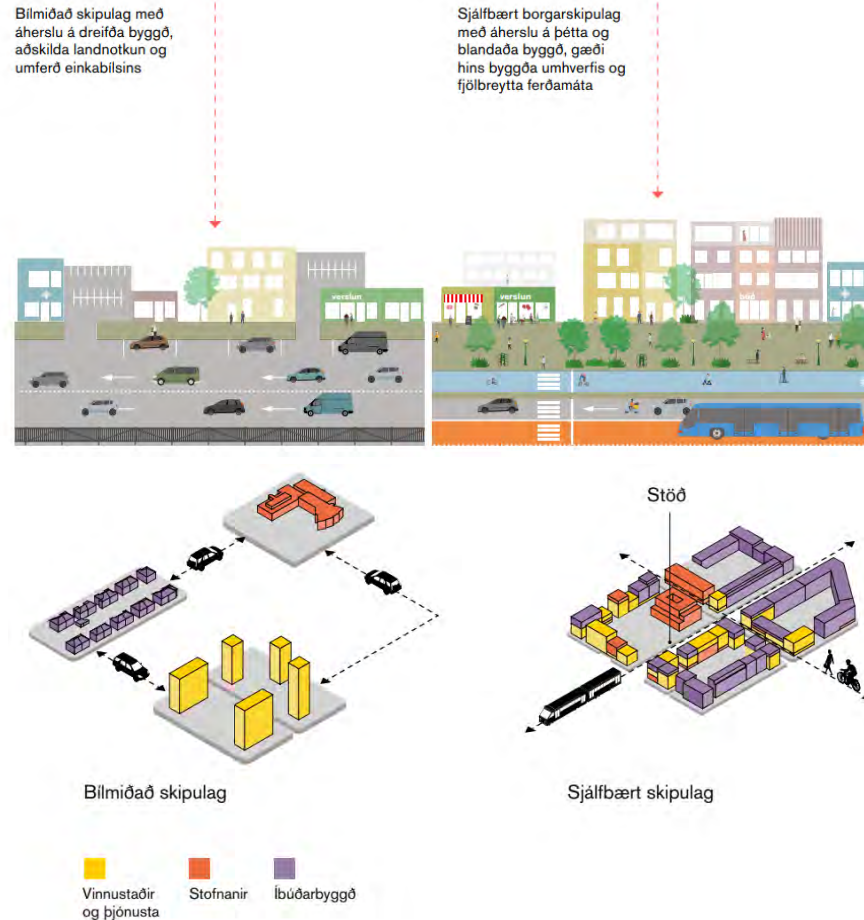 Bílmiðað skipulag með
áherslu á dreifða byggð,
aðskilda landnotkun og
umferð einkabílsins
Sjálfbært borgarskipulag
með áherslu á þétta og
blandaða byggð, gæði
hins byggða umhverfis og
fjölbreytta ferðamáta
verslun
verslun
búð
Stöð
Bílmiðað skipulag
Sjálfbært skipulag
Vinnustaðir
og þjónusta
Stofnanir
Íbúðarbyggð